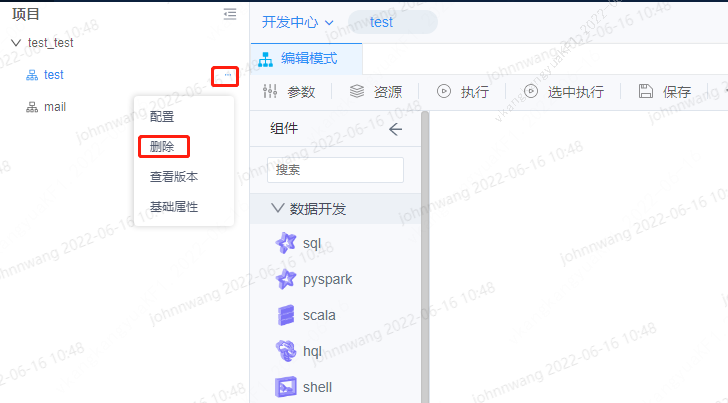 项目
test_test
test
mail
配置
删除
查看版本
基础属性
开发中心
test
编辑模式
参数
资源
执行
选中执行
保存
组件
搜索
数据开发
sql
pyspark
scala
hql
shell
johnnwang 2022-06-16 10:48
johnnwang 2022-06-16 10:48
johnnwang 2022-06-16 10:48
johnnwang 2022-06-16 10:48
johnnwang 2022-06-16 10:48
johnnwang 2022-06-16 10:48